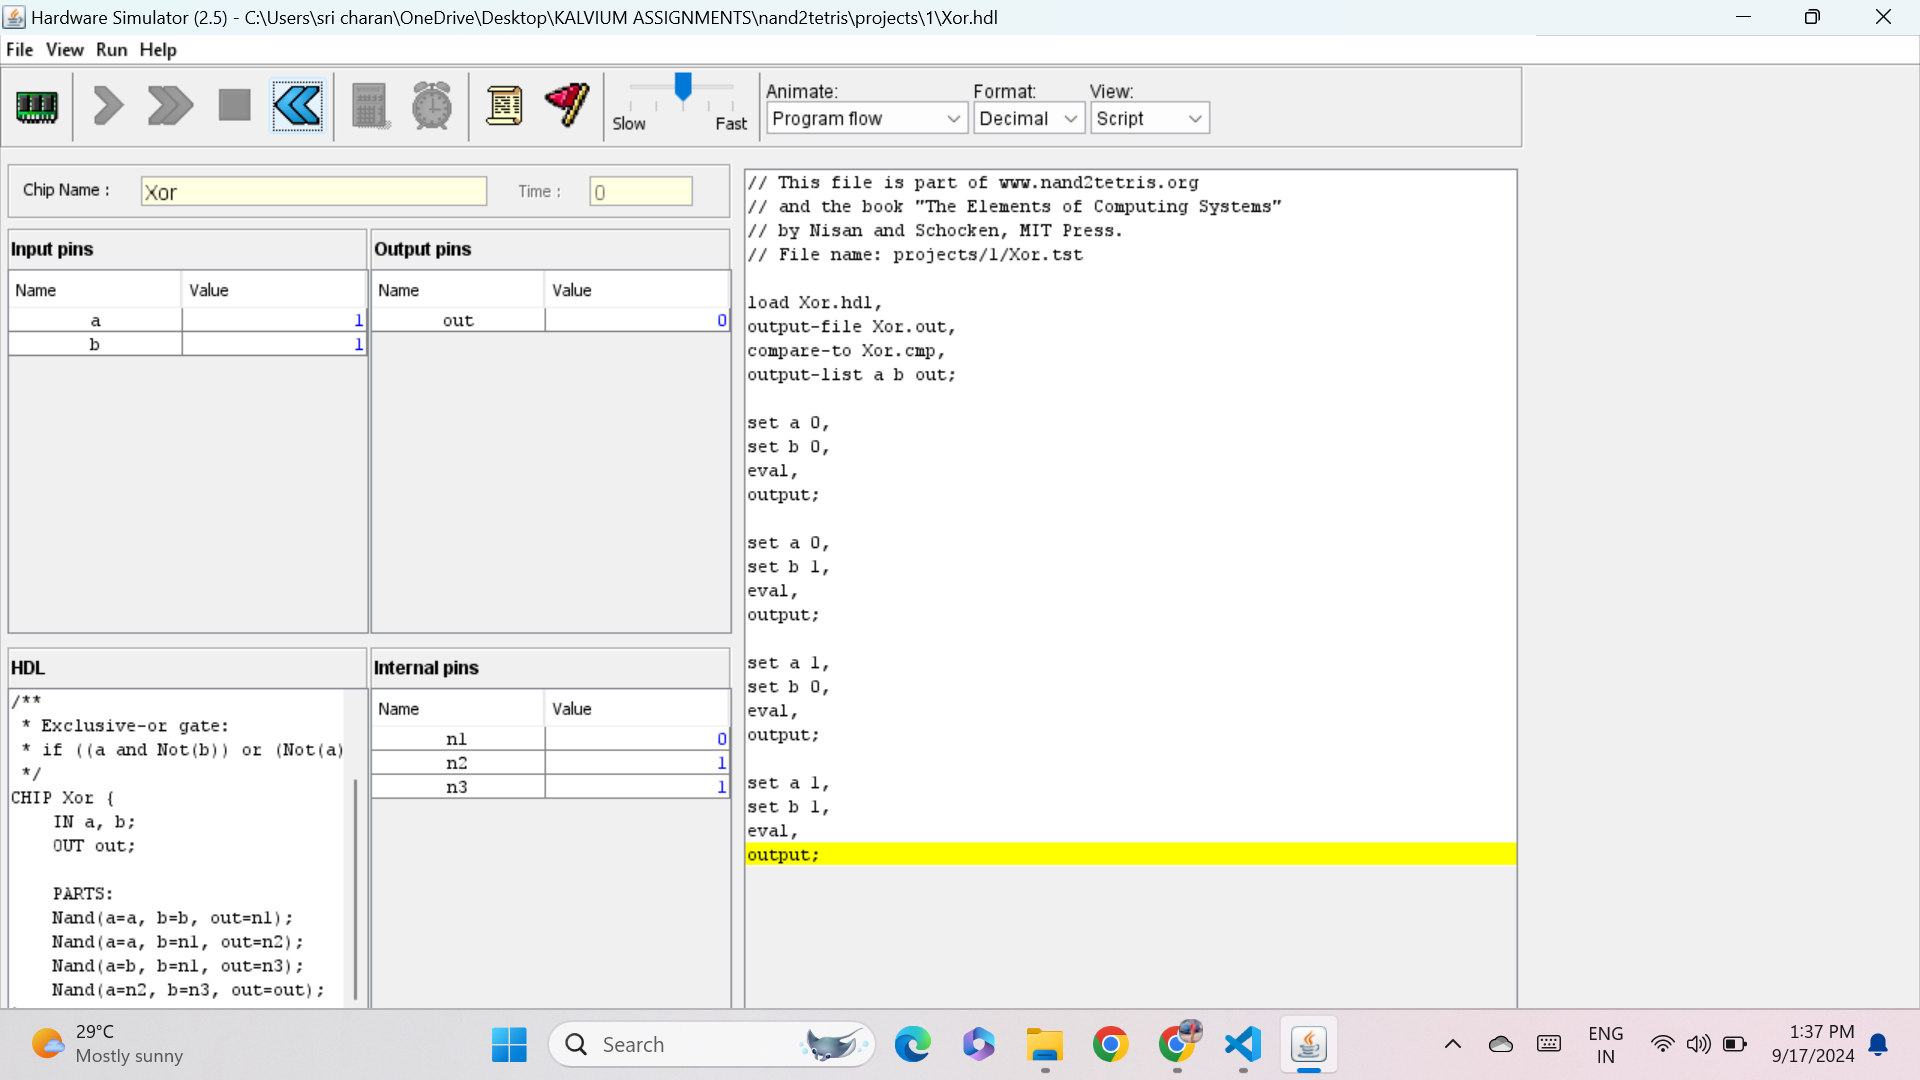 Hardware Simulator (2.5) - C:\Users\sri charan\OneDrive\Desktop\KALVIUM ASSIGNMENTS\nand2tetris\projects\1\Xor.hdl
File View Run Help
Slow Fast
Animate: Format: View:
Program flow Decimal Script
Chip Name : Xor Time : 0
Input pins
Name Value
a 1
b 1
Output pins
Name Value
out 0
HDL
/**
* Exclusive-or gate:
* if ((a and Not(b)) or (Not(a)
*/
CHIP Xor {
IN a, b;
OUT out;
PARTS:
Nand(a=a, b=b, out=n1);
Nand(a=a, b=n1, out=n2);
Nand(a=b, b=n1, out=n3);
Nand(a=n2, b=n3, out=out);
Internal pins
Name Value
n1 0
n2 1
n3 1
// This file is part of www.nand2tetris.org
// and the book "The Elements of Computing Systems"
// by Nisan and Schocken, MIT Press.
// File name: projects/1/Xor.tst
load Xor.hdl,
output-file Xor.out,
compare-to Xor.cmp,
output-list a b out;
set a 0,
set b 0,
eval,
output;
set a 0,
set b 1,
eval,
output;
set a 1,
set b 0,
eval,
output;
set a 1,
set b 1,
eval,
output;
29°C
Mostly sunny
Search
ENG
IN
1:37 PM
9/17/2024